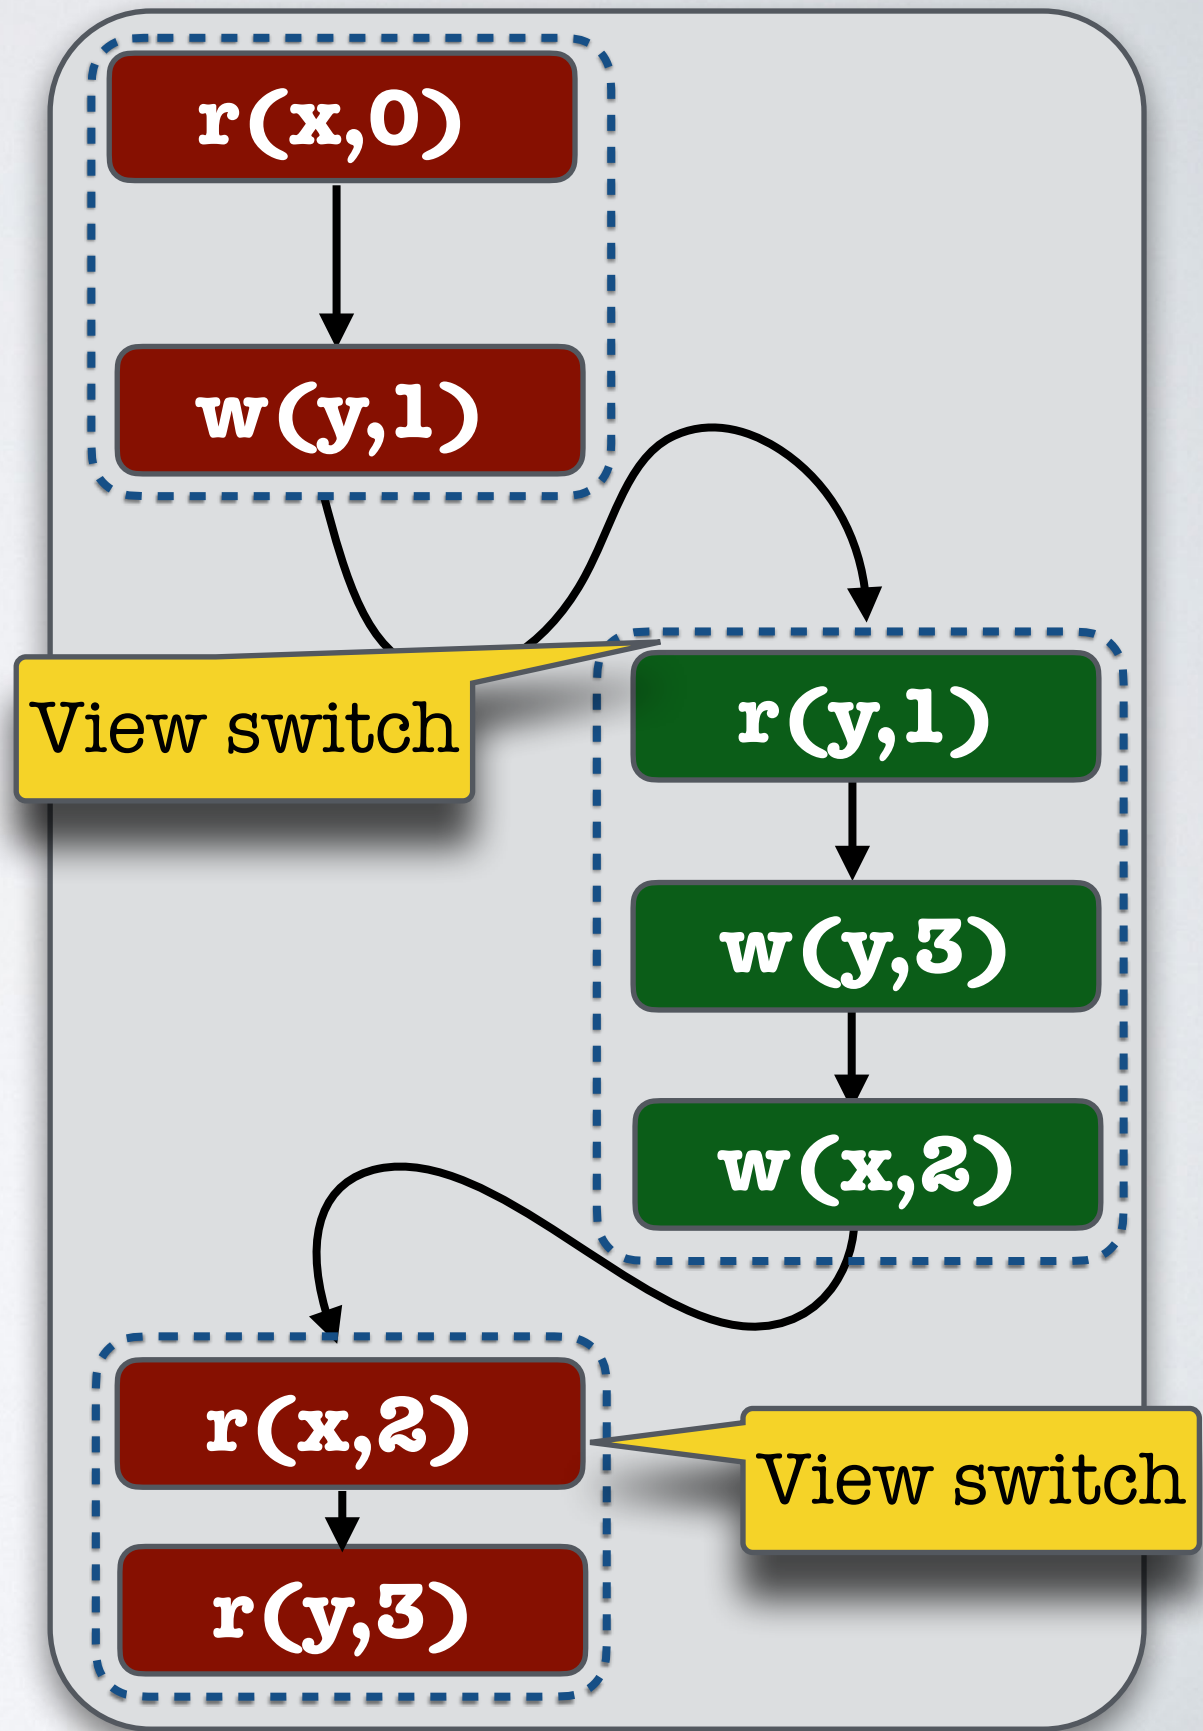 r(x,0)
w(y,1)
View switch
r(y,1)
w(y,3)
w(x,2)
r(x,2)
View switch
r(y,3)